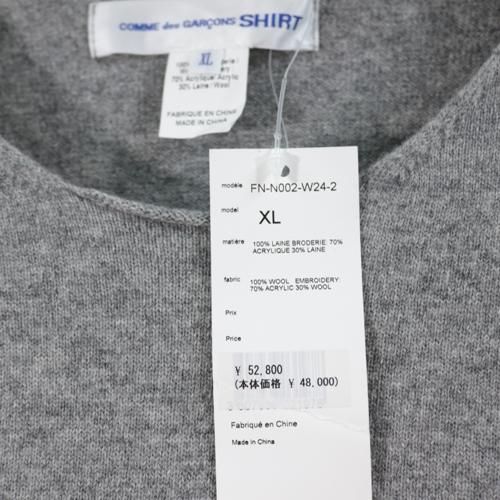 COMME des GARÇONS SHIRT
XL
70% Acrylique/ Acrylic
30% Laine / Wool
FABRIQUE EN CHINE
MADE IN CHINA
modèle FN-N002-W24-2
model XL
matière 100% LAINE BRODERIE: 70%
ACRYLIQUE 30% LAINE
fabric 100% WOOL EMBROIDERY:
70% ACRYLIC 30% WOOL
Prix
Price
¥ 52,800
(本体価格 ¥ 48,000)
Fabriqué en Chine
Made in China